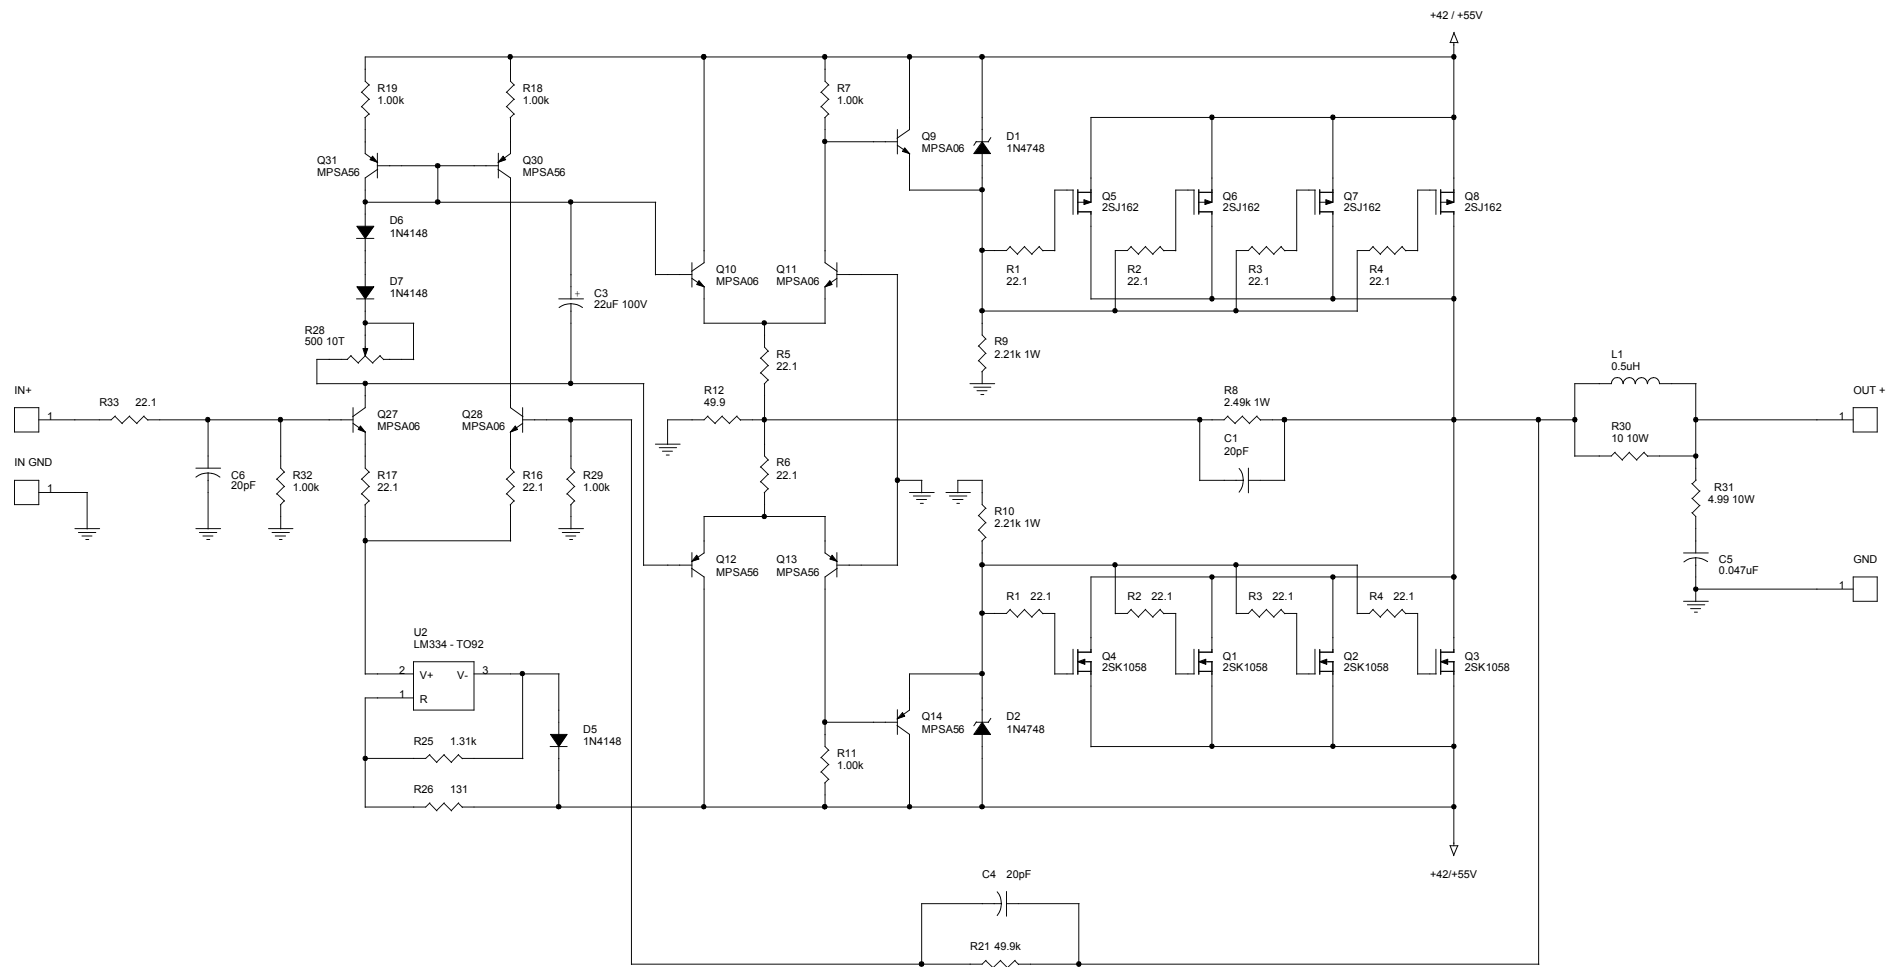 +42 / +55V
R19
1.00k
R18
1.00k
R7
1.00k
Q31
MPSA56
Q30
MPSA56
Q9
MPSA06
D1
1N4748
D6
1N4148
Q5
2SJ162
Q6
2SJ162
Q7
2SJ162
Q8
2SJ162
D7
1N4148
+
C3
22uF 100V
Q10
MPSA06
Q11
MPSA06
R1
22.1
R2
22.1
R3
22.1
R4
22.1
R28
500 10T
R5
22.1
R9
2.21k 1W
L1
0.5uH
IN+
1
R33 22.1
Q27
MPSA06
Q28
MPSA06
R12
49.9
R8
2.49k 1W
C1
20pF
R30
10 10W
OUT +
1
IN GND
1
C6
20pF
R32
1.00k
R17
22.1
R16
22.1
R29
1.00k
R6
22.1
R10
2.21k 1W
R31
4.99 10W
Q12
MPSA56
Q13
MPSA56
C5
0.047uF
GND
1
R1 22.1
R2 22.1
R3 22.1
R4 22.1
U2
LM334 - TO92
2
V+
V-
3
1
R
Q4
2SK1058
Q1
2SK1058
Q2
2SK1058
Q3
2SK1058
Q14
MPSA56
D2
1N4748
R25 1.31k
D5
1N4148
R11
1.00k
R26 131
+42/+55V
C4 20pF
R21 49.9k